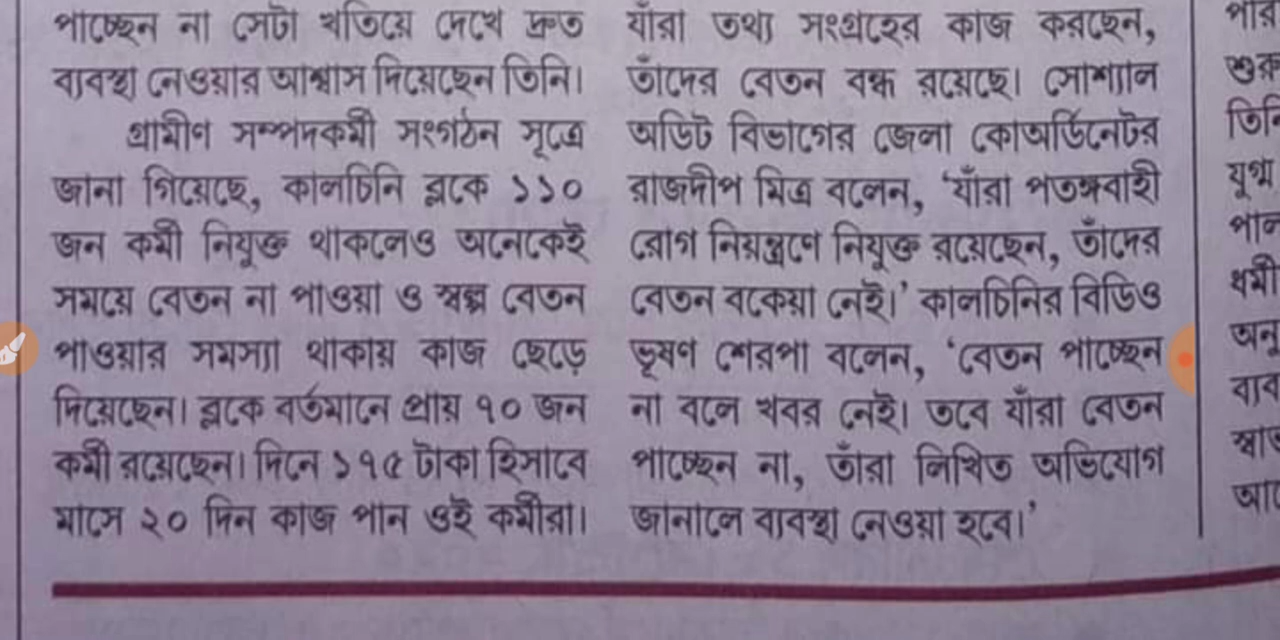 পাচ্ছেন না সেটা খতিয়ে দেখে দ্রুত
ব্যবস্থা নেওয়ার আশ্বাস দিয়েছেন তিনি।
গ্রামীণ সম্পদকর্মী সংগঠন সূত্রে
জানা গিয়েছে, কালচিনি ব্লকে ১১০
জন কর্মী নিযুক্ত থাকলেও অনেকেই
সময়ে বেতন না পাওয়া ও স্বল্প বেতন
পাওয়ার সমস্যা থাকায় কাজ ছেড়ে
দিয়েছেন। ব্লকে বর্তমানে প্রায় ৭০ জন
কর্মী রয়েছেন। দিনে ১৭৫ টাকা হিসাবে
মাসে ২০ দিন কাজ পান ওই কর্মীরা।
যাঁরা তথ্য সংগ্রহের কাজ করছেন,
তাঁদের বেতন বন্ধ রয়েছে। সোশ্যাল
অডিট বিভাগের জেলা কোঅর্ডিনেটর
রাজদীপ মিত্র বলেন, ‘যাঁরা পতঙ্গবাহী
রোগ নিয়ন্ত্রণে নিযুক্ত রয়েছেন, তাঁদের
বেতন বকেয়া নেই।’ কালচিনির বিডিও
ভূষণ শেরপা বলেন, ‘বেতন পাচ্ছেন
না বলে খবর নেই। তবে যাঁরা বেতন
পাচ্ছেন না, তাঁরা লিখিত অভিযোগ
জানালে ব্যবস্থা নেওয়া হবে।’